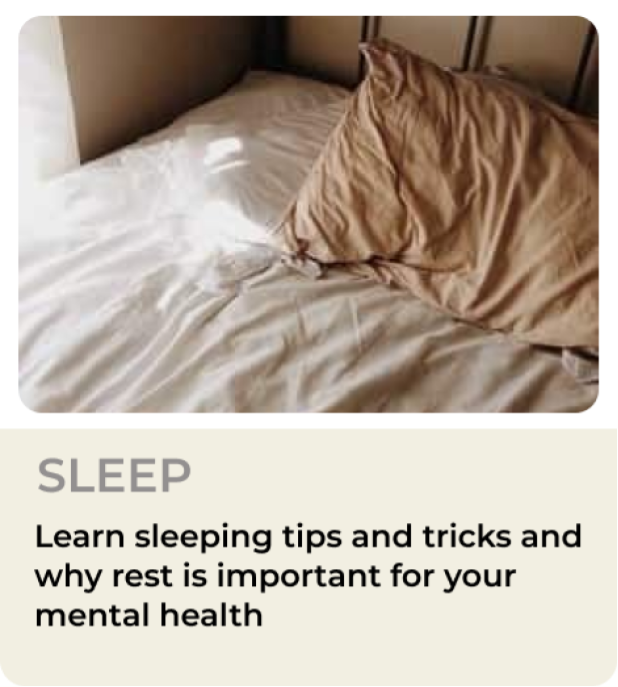 SLEEP
Learn sleeping tips and tricks and
why rest is important for your
mental health